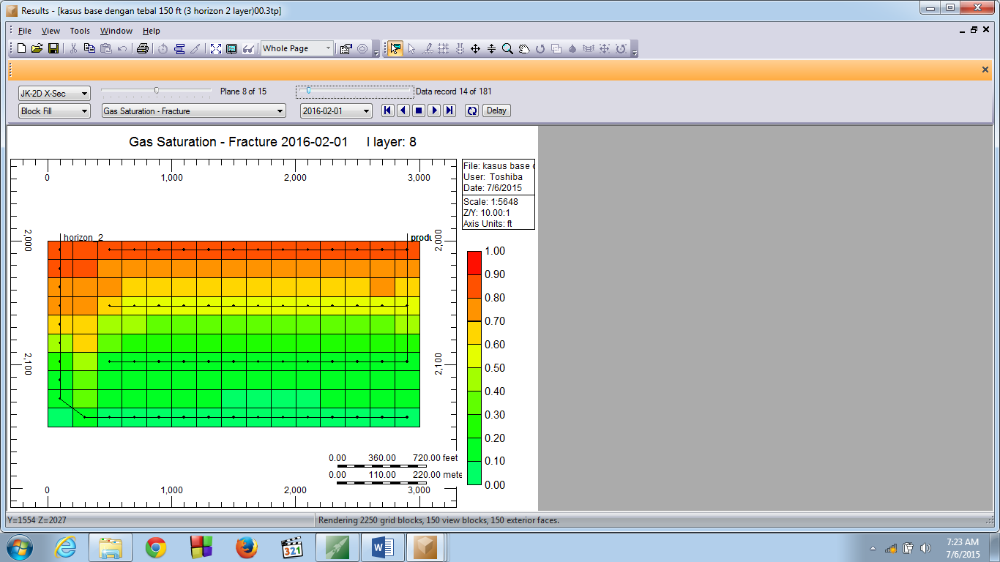 Results - [kasus base dengan tebal 150 ft (3 horizon 2 layer)00.3tp]
File View Tools Window Help
Whole Page
JK-2D X-Sec Plane 8 of 15 Data record 14 of 181
Block Fill Gas Saturation - Fracture 2016-02-01 Delay
Gas Saturation - Fracture 2016-02-01 I layer: 8
0 1,000 2,000 3,000
File: kasus base
User: Toshiba
Date: 7/6/2015
Scale: 1:5648
Z/Y: 10.00:1
Axis Units: ft
horizon_2
2,000 2,000
2,100 2,100
1.00
0.90
0.80
0.70
0.60
0.50
0.40
0.30
0.20
0.10
0.00
0.00 360.00 720.00 feet
0.00 110.00 220.00
0 1,000 2,000 3,000
Y=1554 Z=2027 Rendering 2250 grid blocks, 150 view blocks, 150 exterior faces.
321
7:23 AM
7/6/2015